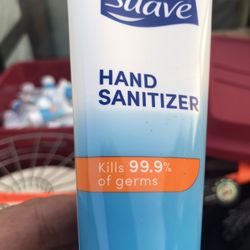 Suave
HAND
SANITIZER
Kills 99.9%
of germs